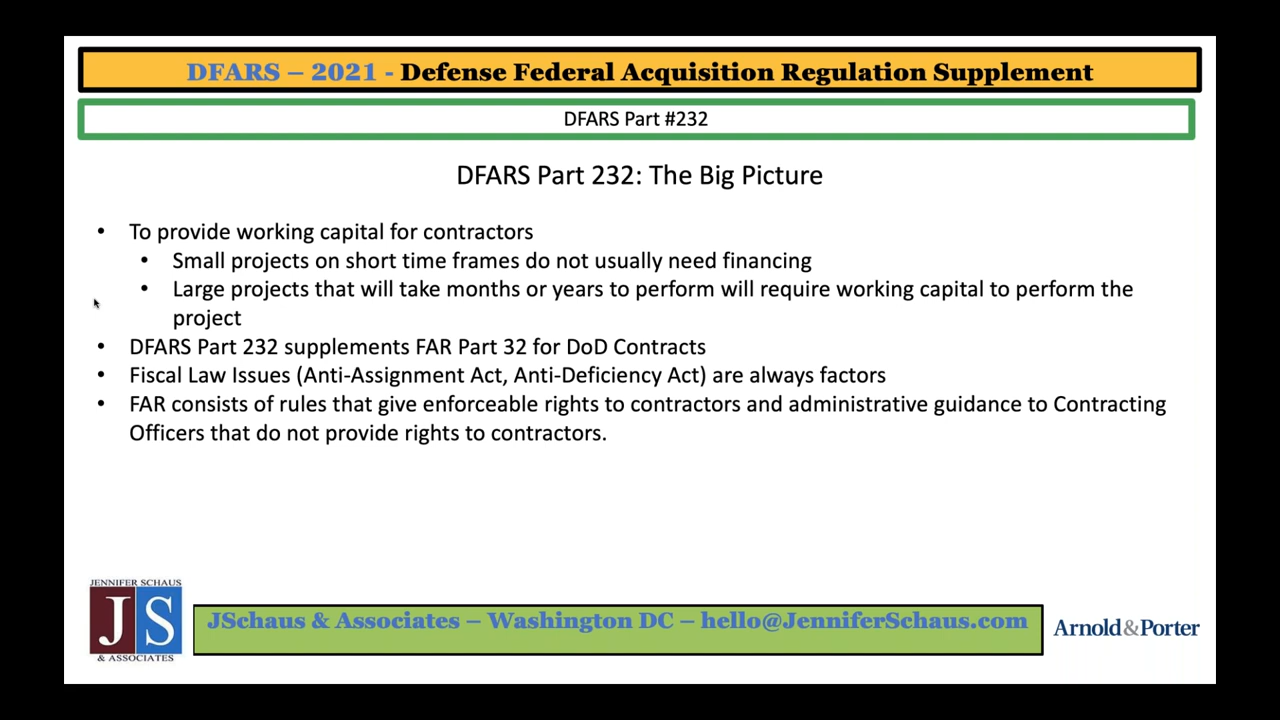 DFARS – 2021 - Defense Federal Acquisition Regulation Supplement
DFARS Part #232
DFARS Part 232: The Big Picture
• To provide working capital for contractors
• Small projects on short time frames do not usually need financing
• Large projects that will take months or years to perform will require working capital to perform the
project
• DFARS Part 232 supplements FAR Part 32 for DoD Contracts
• Fiscal Law Issues (Anti-Assignment Act, Anti-Deficiency Act) are always factors
• FAR consists of rules that give enforceable rights to contractors and administrative guidance to Contracting
Officers that do not provide rights to contractors.
JENNIFER SCHAUS
JS
& ASSOCIATES
JSchaus & Associates – Washington DC – hello@JenniferSchaus.com
Arnold&Porter